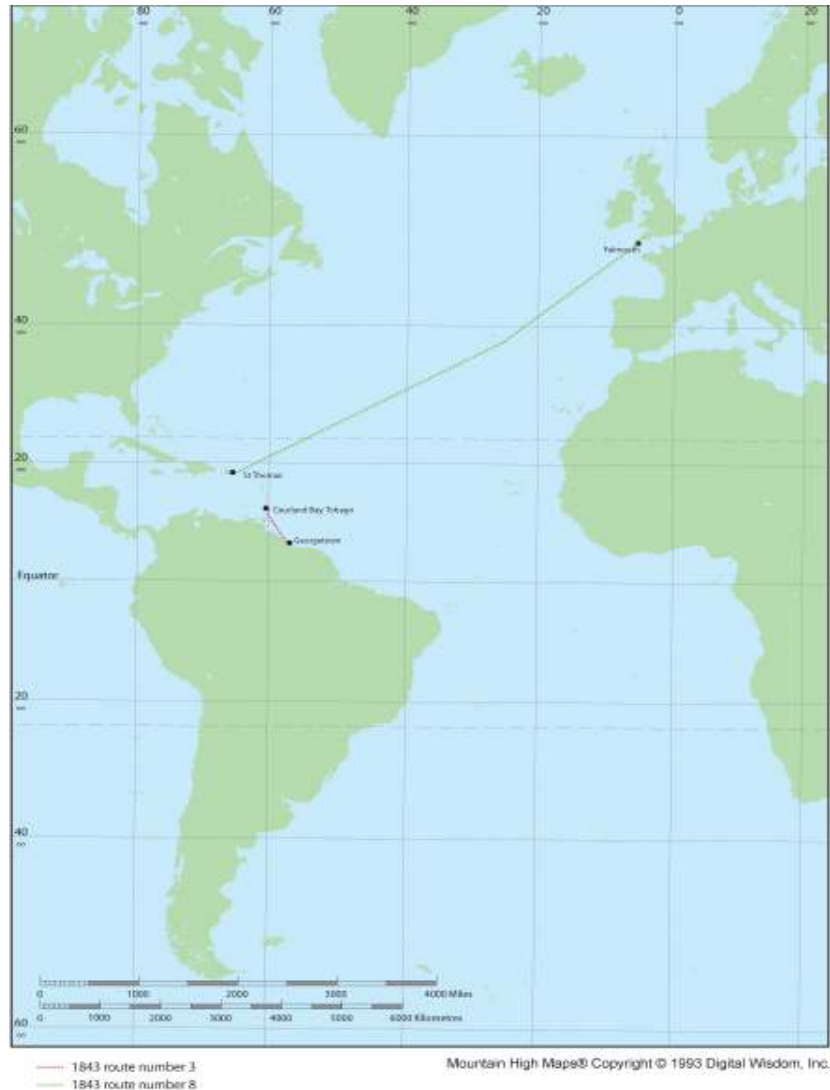 80 60 40 20 0 20
60
Falmouth
40
20
St Thomas
Courland Bay, Tobago
Georgetown
Equator
20
40
0 1000 2000 3000 4000 Miles
0 1000 2000 3000 4000 5000 6000 Kilometres
60
1843 route number 3
Mountain High Maps® Copyright © 1993 Digital Wisdom, Inc.
1843 route number 8